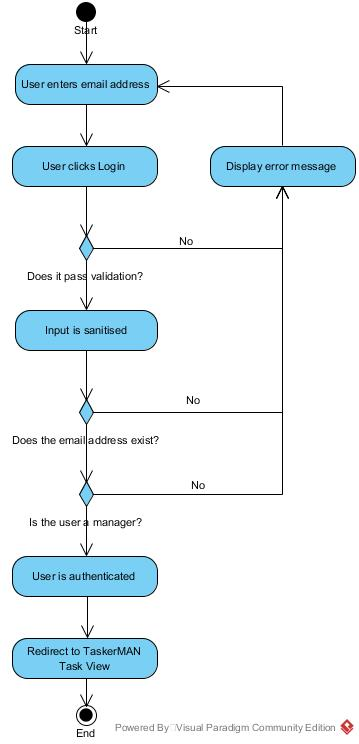 Start
User enters email address
User clicks Login
Display error message
No
Does it pass validation?
Input is sanitised
No
Does the email address exist?
No
Is the user a manager?
User is authenticated
Redirect to TaskerMAN
Task View
End
Powered By Visual Paradigm Community Edition